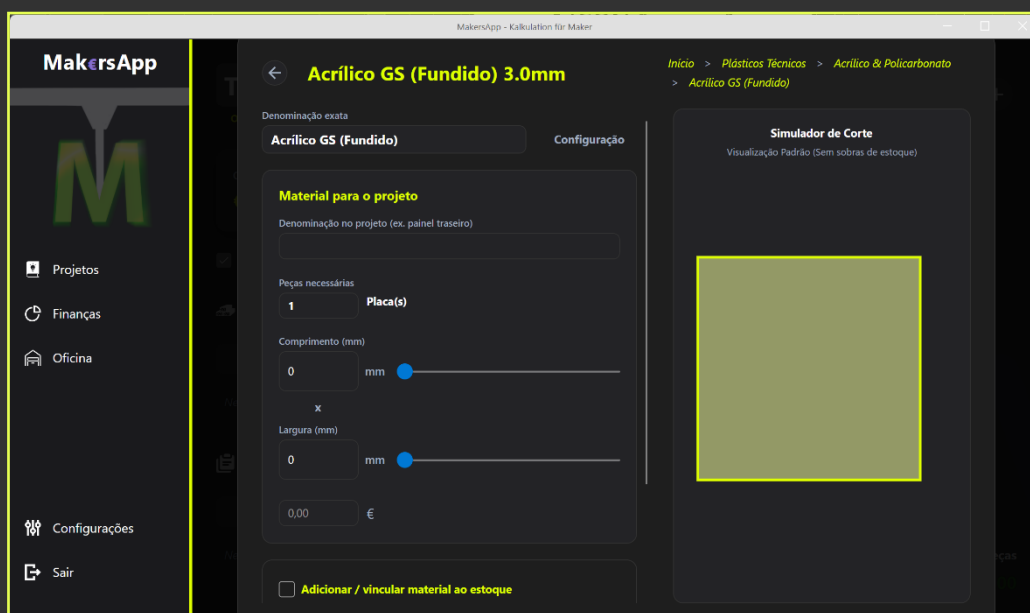 MakersApp - Kalkulation für Maker
Mak€rsApp
M
Projetos
Finanças
Oficina
Configurações
Sair
Acrílico GS (Fundido) 3.0mm
Denominação exata
Acrílico GS (Fundido)
Configuração
Material para o projeto
Denominação no projeto (ex. painel traseiro)
Peças necessárias
1 Placa(s)
Comprimento (mm)
0 mm
x
Largura (mm)
0 mm
0,00 €
Adicionar / vincular material ao estoque
Início > Plásticos Técnicos > Acrílico & Policarbonato
> Acrílico GS (Fundido)
Simulador de Corte
Visualização Padrão (Sem sobras de estoque)